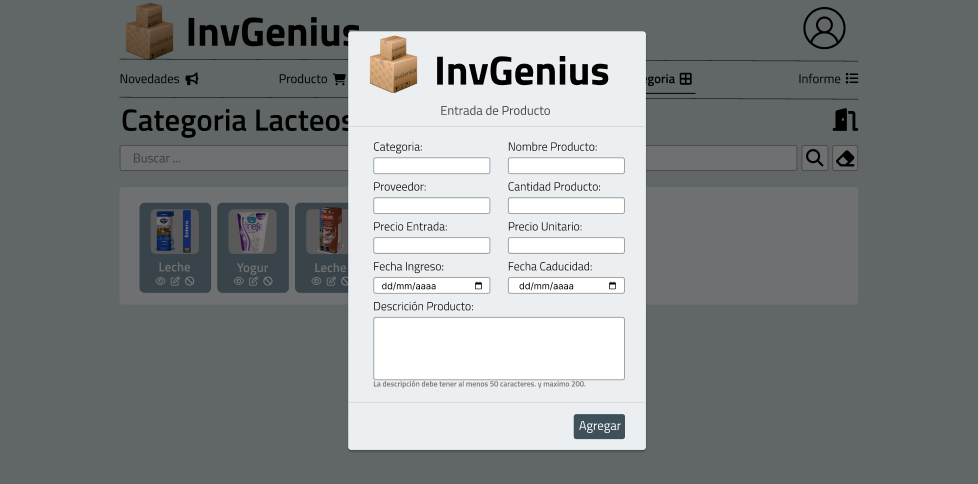 InvGenius
InvGenius
Novedades
Producto
egoria
Informe
Entrada de Producto
Categoria Lacteos
Buscar ...
Categoria:
Nombre Producto:
Proveedor:
Cantidad Producto:
Precio Entrada:
Precio Unitario:
Fecha Ingreso:
Fecha Caducidad:
dd/mm/aaaa
dd/mm/aaaa
Descrición Producto:
La descripción debe tener al menos 50 caracteres. y maximo 200.
Leche
Yogur
Leche
Agregar